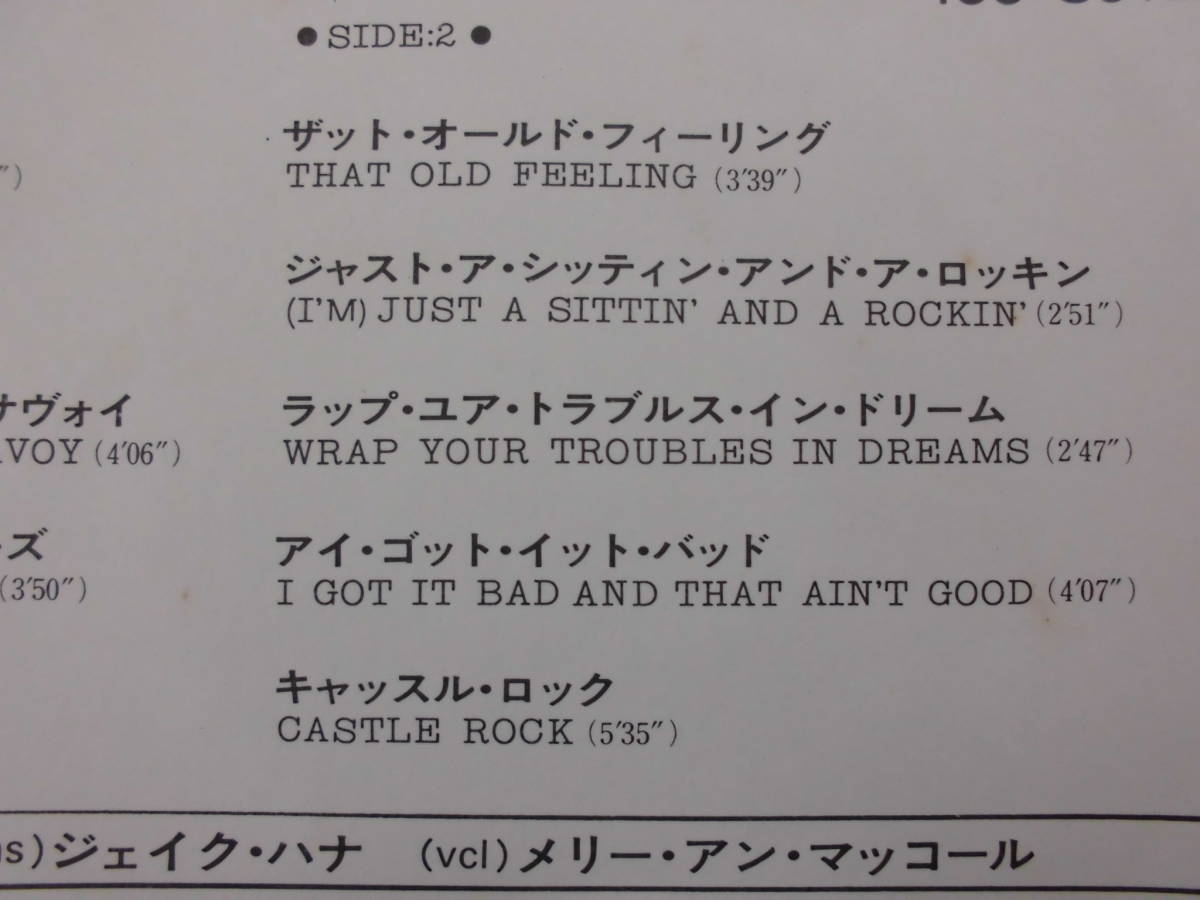 ● SIDE:2 ●
ザット・オールド・フィーリング
THAT OLD FEELING (3'39″)
ジャスト・ア・シッティン・アンド・ア・ロッキン
(I'M) JUST A SITTIN' AND A ROCKIN' (2'51″)
サヴォイ
VOY (4'06″)
ラップ・ユア・トラブルス・イン・ドリーム
WRAP YOUR TROUBLES IN DREAMS (2'47″)
ーズ
(3'50″)
アイ・ゴット・イット・バッド
I GOT IT BAD AND THAT AIN'T GOOD (4'07″)
キャッスル・ロック
CASTLE ROCK (5'35″)
s)ジェイク・ハナ (vcl)メリー・アン・マッコール